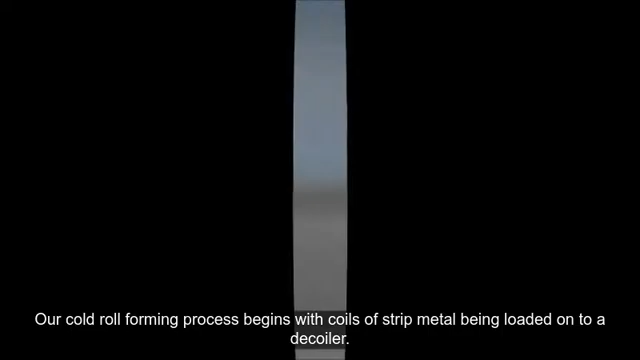 Our cold roll forming process begins with coils of strip metal being loaded on to a
decoiler.